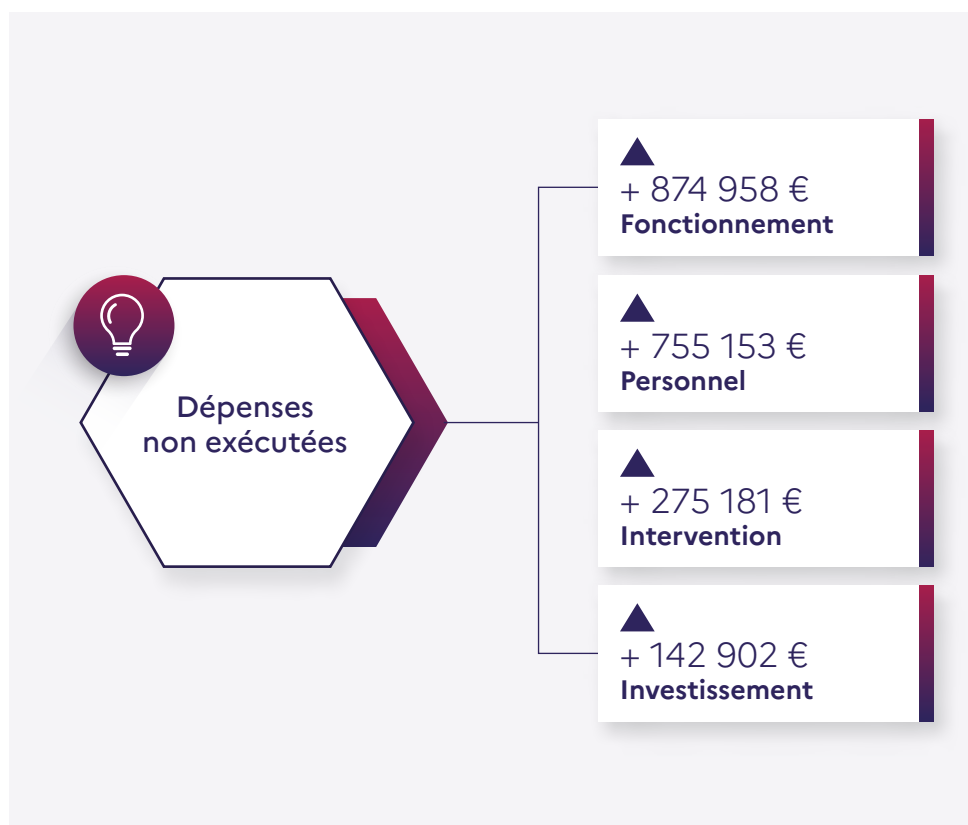 Dépenses
non exécutées
+ 874 958 €
Fonctionnement
+ 755 153 €
Personnel
+ 275 181 €
Intervention
+ 142 902 €
Investissement